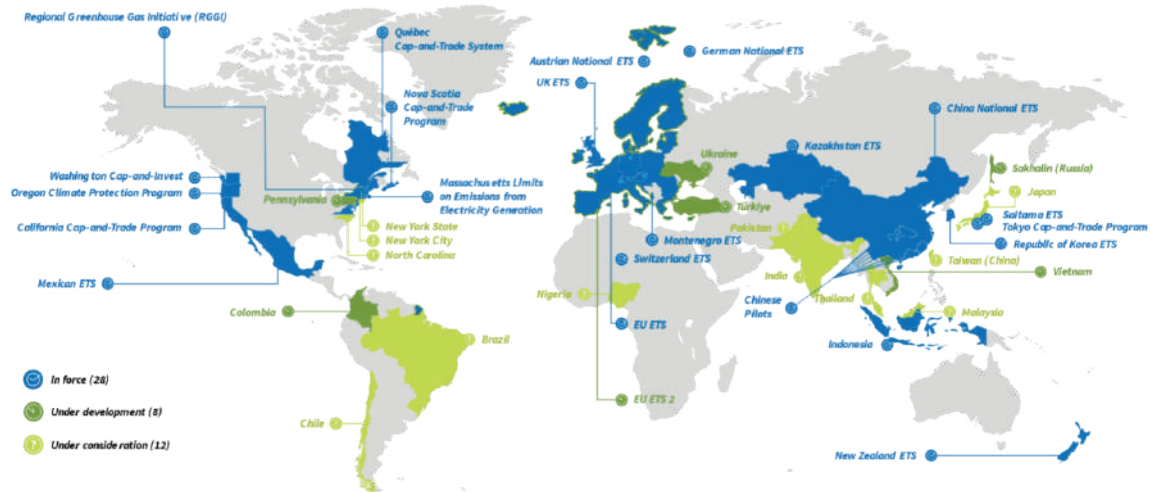 Regional Greenhouse Gas Initiative (RGGI)
Québec
Cap-and-Trade System
German National ETS
Austrian National ETS
UK ETS
Nova Scotia
Cap-and-Trade
Program
China National ETS
Kazakhstan ETS
Ukraine
Sakhalin (Russia)
Washington Cap-and-Invest
Oregon Climate Protection Program
Massachusetts Limits
on Emissions from
Electricity Generation
Japan
Pennsylvania
Türkiye
Saitama ETS
Tokyo Cap-and-Trade Program
California Cap-and-Trade Program
New York State
New York City
North Carolina
Pakistan
Montenegro ETS
Republic of Korea ETS
Switzerland ETS
Taiwan (China)
Vietnam
India
Mexican ETS
Nigeria
Chinese
Pilots
Thailand
Colombia
EU ETS
Malaysia
Brazil
Indonesia
In force (28)
EU ETS 2
Under development (8)
Chile
Under consideration (12)
New Zealand ETS